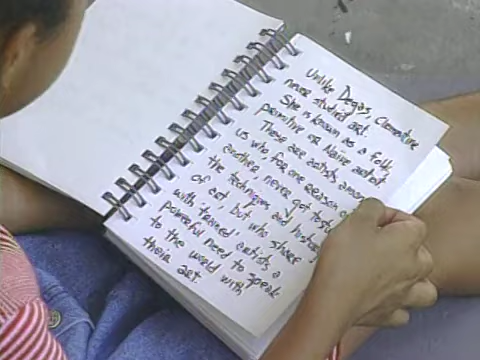 Unlike Degas, Clementine
never studied art.
She is known as a folk,
primitive or Naive artist.
These are artists among
us who, for one reason or
another, never got to
the techniques and history
of art but who share
with "trained" artists a
powerful need to speak
to the world with
their art.